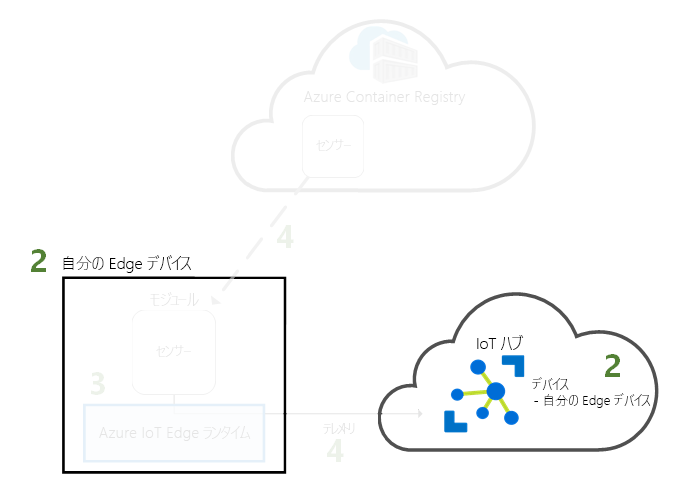 Azure Container Registry
センサー
4
2 自分の Edge デバイス
モジュール
センサー
3
Azure IoT Edge ランタイム
テレメトリ
4
IoT ハブ
2
デバイス
- 自分の Edge デバイス